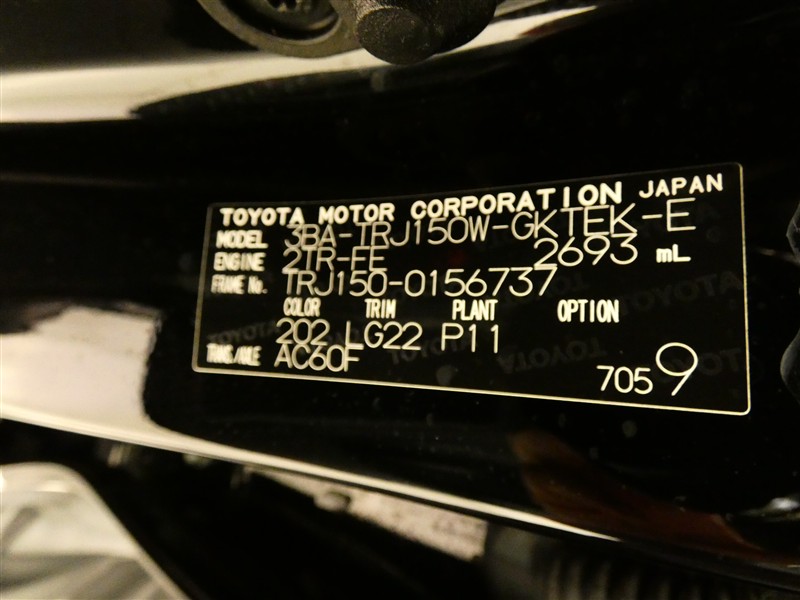 TOYOTA MOTOR CORPORATION JAPAN
MODEL 3BA-TRJ150W-GKTEK-E
ENGINE 2TR-FE 2693 mL
FRAME No. TRJ150-0156737
COLOR TRIM PLANT OPTION
202 LG22 P11
TRANS/AXLE AC60F
7059